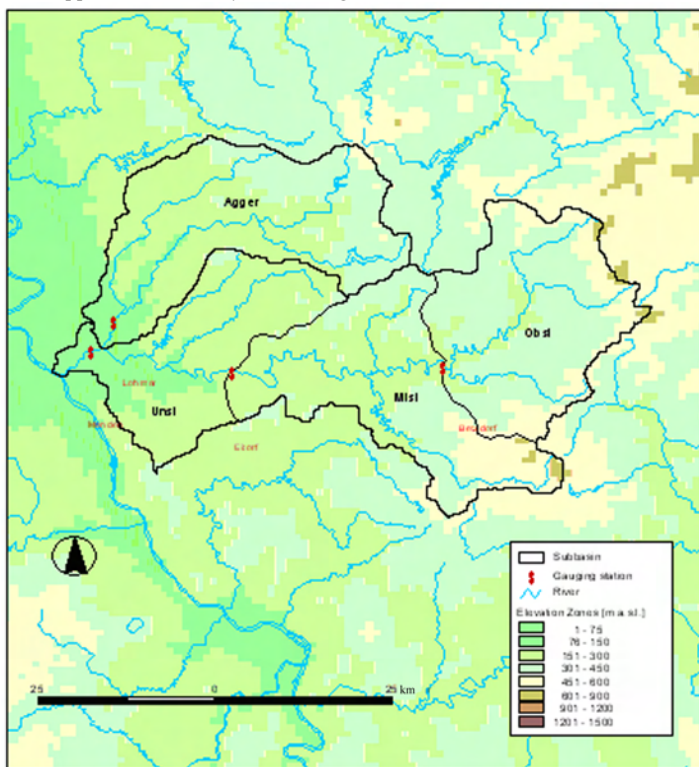 Agger
Obsl
Lohmar
Unsl
Misl
Betzdorf
Eitorf
Subbasin
Gauging station
River
Elevation Zones [m a.s.l.]
1 - 75
76 - 150
151 - 300
301 - 450
451 - 600
601 - 900
901 - 1200
1201 - 1500
25
0
25 km